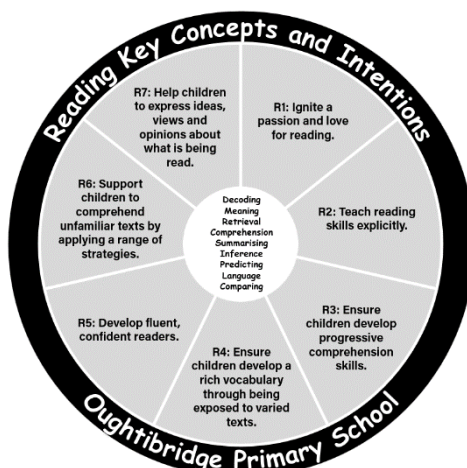 Reading Key Concepts and Intentions
R1: Ignite a
passion and love
for reading.
R2: Teach reading
skills explicitly.
R3: Ensure
children develop
progressive
comprehension
skills.
R4: Ensure
children develop a
rich vocabulary
through being
exposed to varied
texts.
R5: Develop fluent,
confident readers.
R6: Support
children to
comprehend
unfamiliar texts by
applying a range of
strategies.
R7: Help children
to express ideas,
views and
opinions about
what is being
read.
Decoding
Meaning
Retrieval
Comprehension
Summarising
Inference
Predicting
Language
Comparing
Oughtibridge Primary School